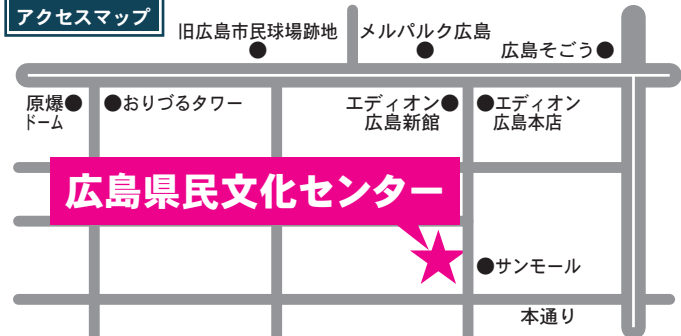 アクセスマップ
旧広島市民球場跡地
メルパルク広島
広島そごう
原爆
ドーム
おりづるタワー
エディオン
広島新館
エディオン
広島本店
広島県民文化センター
サンモール
本通り